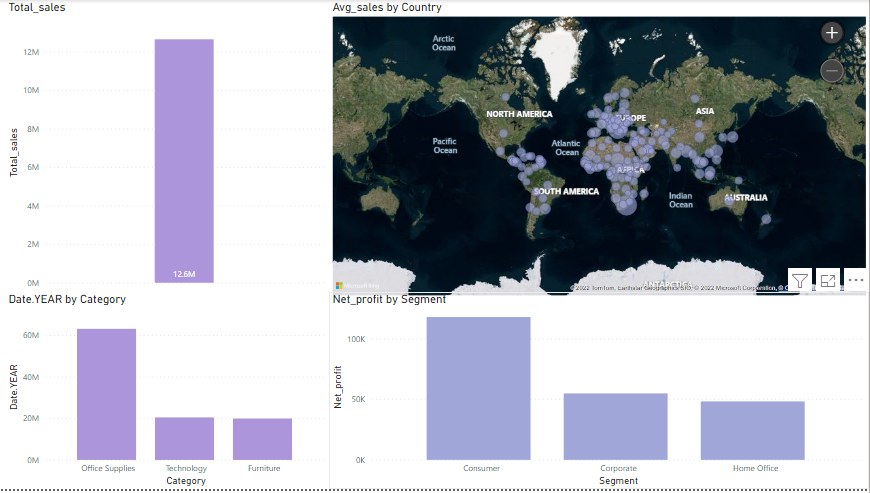 Total_sales
12M
10M
8M
6M
4M
2M
0M
Total_sales
12.6M
Avg_sales by Country
Arctic
Ocean
NORTH AMERICA
EUROPE
ASIA
Pacific
Ocean
Atlantic
Ocean
AFRICA
SOUTH AMERICA
Indian
Ocean
AUSTRALIA
ANTARCTICA
Microsoft Bing
© 2022 TomTom, Earthstar Geographics SIO, © 2022 Microsoft Corporation, ©
Date.YEAR by Category
60M
40M
20M
0M
Date.YEAR
Office Supplies
Technology
Furniture
Category
Net_profit by Segment
100K
50K
0K
Net_profit
Consumer
Corporate
Home Office
Segment